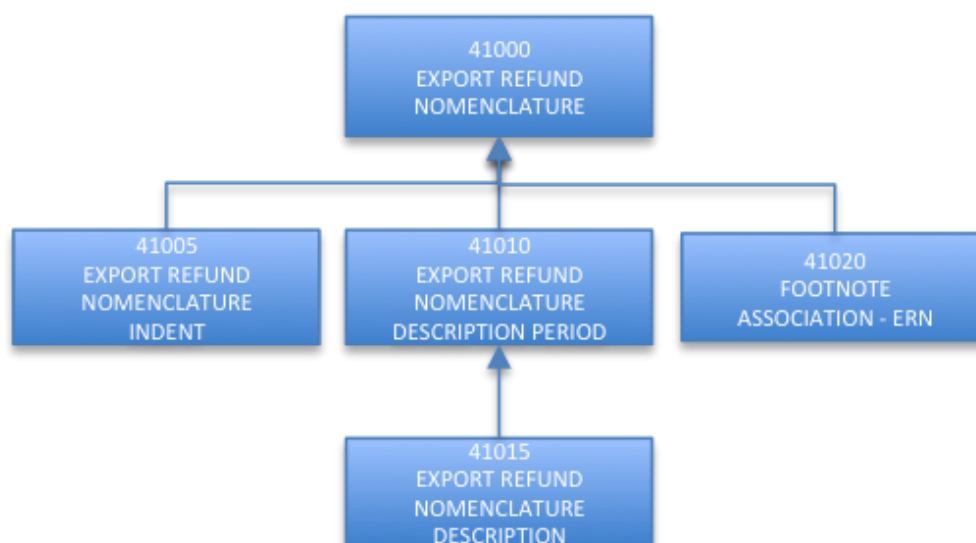 41000
EXPORT REFUND
NOMENCLATURE
41005
EXPORT REFUND
NOMENCLATURE
INDENT
41010
EXPORT REFUND
NOMENCLATURE
DESCRIPTION PERIOD
41020
FOOTNOTE
ASSOCIATION - ERN
41015
EXPORT REFUND
NOMENCLATURE
DESCRIPTION